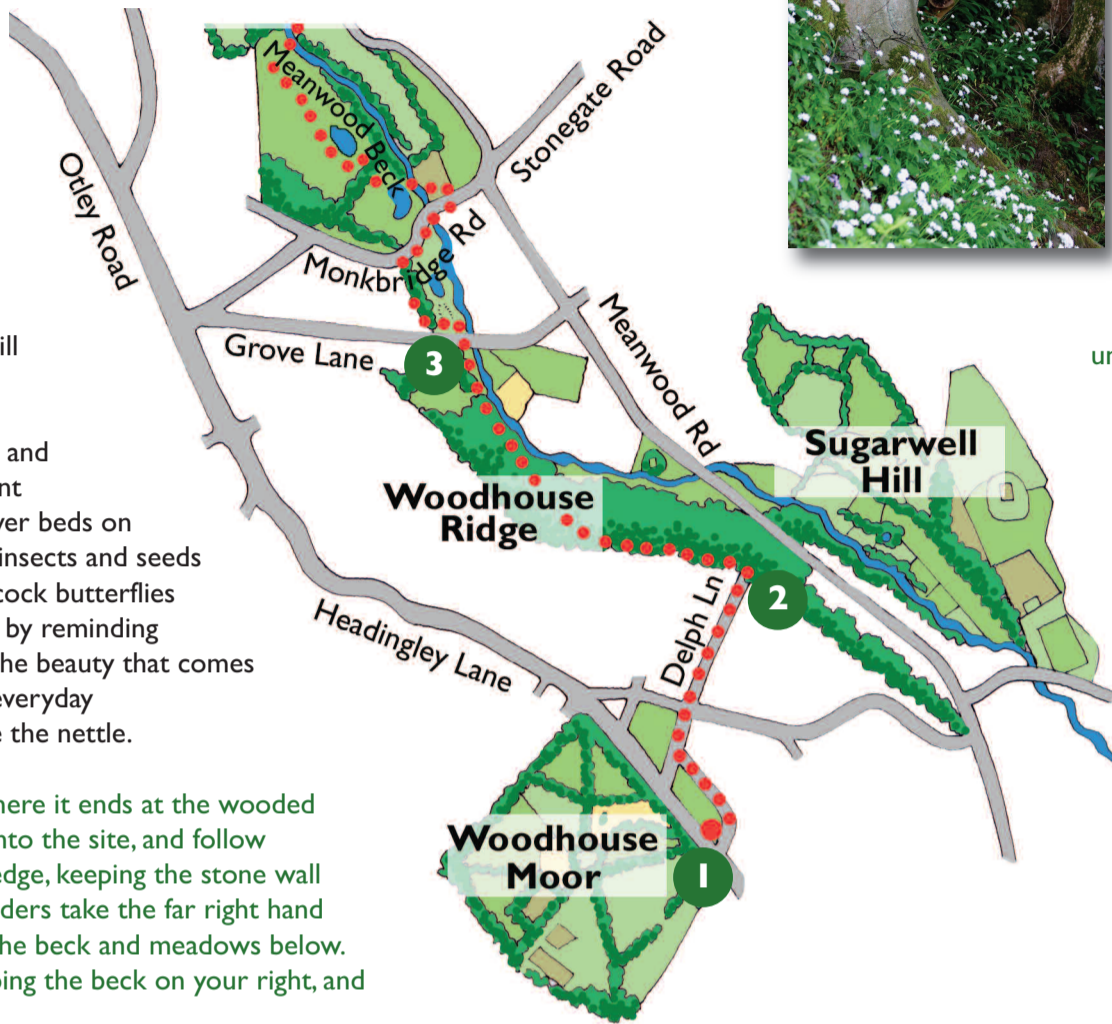 Meanwood Beck
Stonegate Road
Otley Road
Monkbridge Rd
Grove Lane
3
Meanwood Rd
Sugarwell
Hill
Woodhouse
Ridge
2
Delph Ln
Headingley Lane
Woodhouse
Moor
1
ill
and
nt
ver beds on
insects and seeds
cock butterflies
by reminding
he beauty that comes
everyday
e the nettle.
here it ends at the wooded
nto the site, and follow
edge, keeping the stone wall
ders take the far right hand
he beck and meadows below.
ping the beck on your right, and
ur